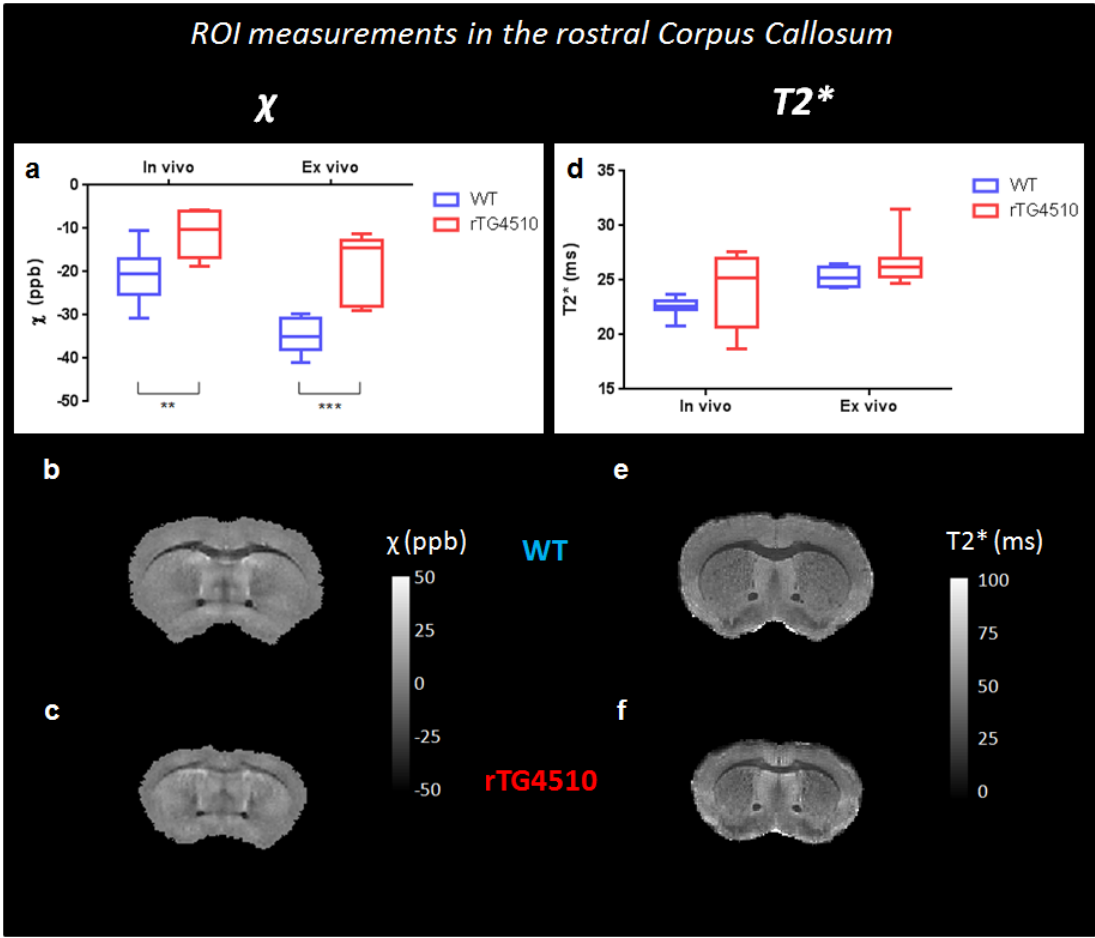 ROI measurements in the rostral Corpus Callosum
χ
T2*
a
In vivo
Ex vivo
0
-10
-20
-30
-40
-50
χ (ppb)
WT
rTG4510
**
***
d
35
30
25
20
15
T2* (ms)
In vivo
Ex vivo
WT
rTG4510
b
χ (ppb)
50
25
0
-25
-50
WT
e
T2* (ms)
100
75
50
25
0
c
rTG4510
f